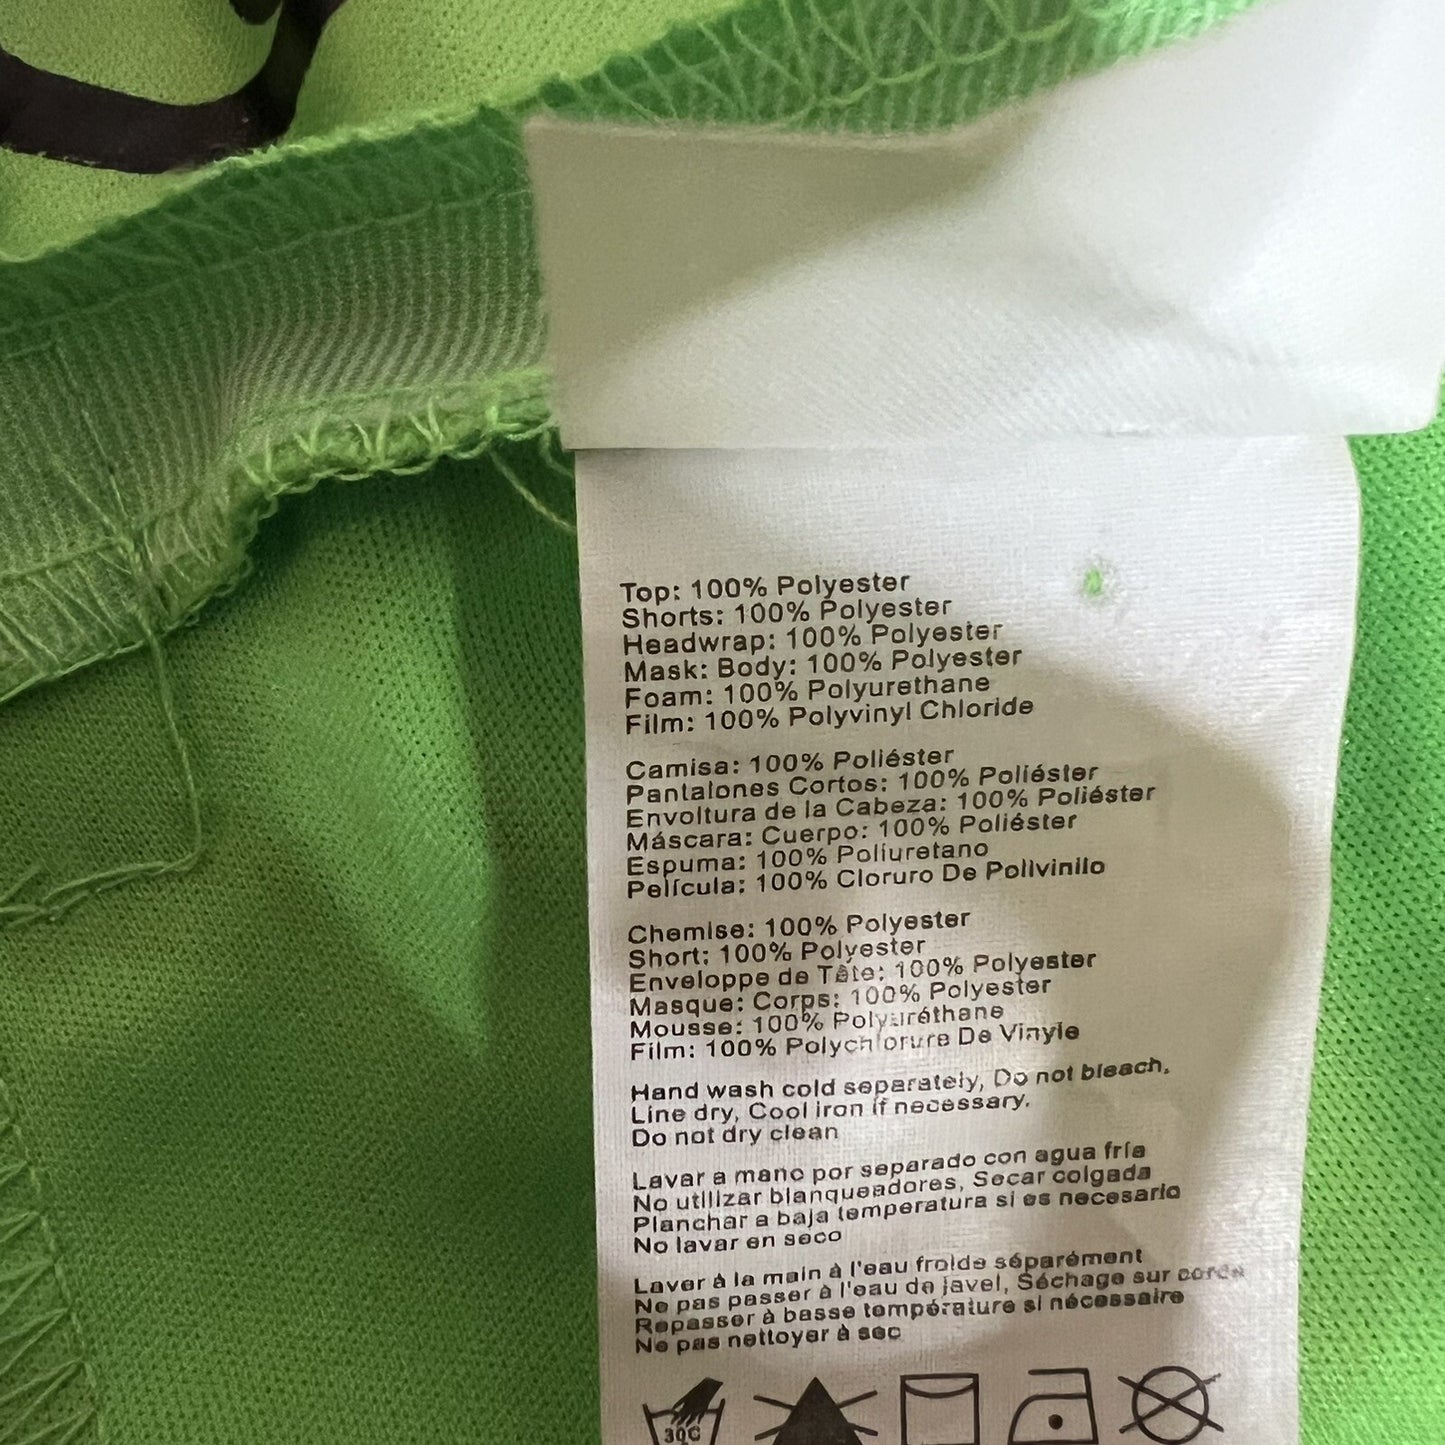 Top: 100% Polyester
Shorts: 100% Polyester
Headwrap: 100% Polyester
Mask: Body: 100% Polyester
Foam: 100% Polyurethane
Film: 100% Polyvinyl Chloride
Camisa: 100% Poliéster
Pantalones Cortos: 100% Poliéster
Envoltura de la Cabeza: 100% Poliéster
Máscara: Cuerpo: 100% Poliéster
Espuma: 100% Poliuretano
Película: 100% Cloruro De Polivinilo
Chemise: 100% Polyester
Short: 100% Polyester
Enveloppe de Tête: 100% Polyester
Masque: Corps: 100% Polyester
Mousse: 100% Polyuréthane
Film: 100% Polychlorure De Vinyle
Hand wash cold separately, Do not bleach,
Line dry, Cool iron if necessary.
Do not dry clean
Lavar a mano por separado con agua fría
No utilizar blanqueadores, Secar colgada
Planchar a baja temperatura si es necesario
No lavar en seco
Laver à la main à l'eau froide séparément
Ne pas passer à l'eau de javel, Séchage sur corde
Repasser à basse température si nécessaire
Ne pas nettoyer à sec
30C